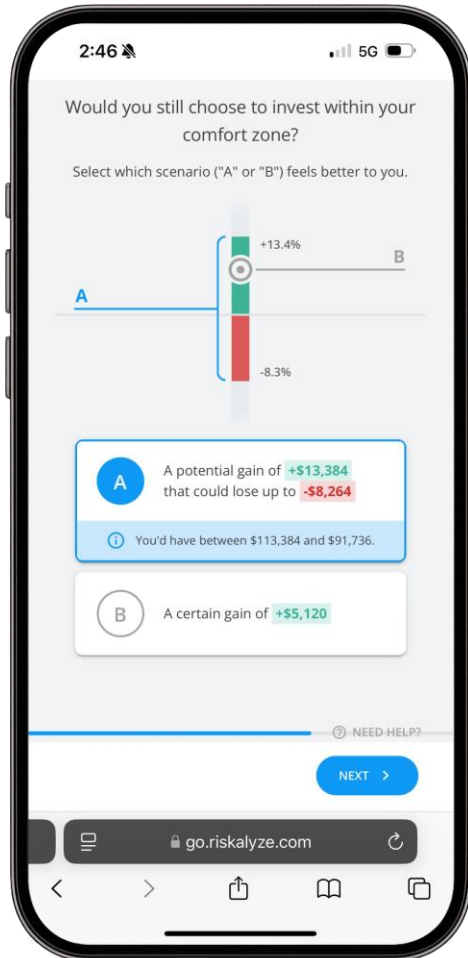 2:46
5G
Would you still choose to invest within your
comfort zone?
Select which scenario ("A" or "B") feels better to you.
+13.4%
B
A
-8.3%
A
A potential gain of +$13,384
that could lose up to -$8,264
You'd have between $113,384 and $91,736.
B
A certain gain of +$5,120
NEED HELP?
NEXT
go.riskalyze.com